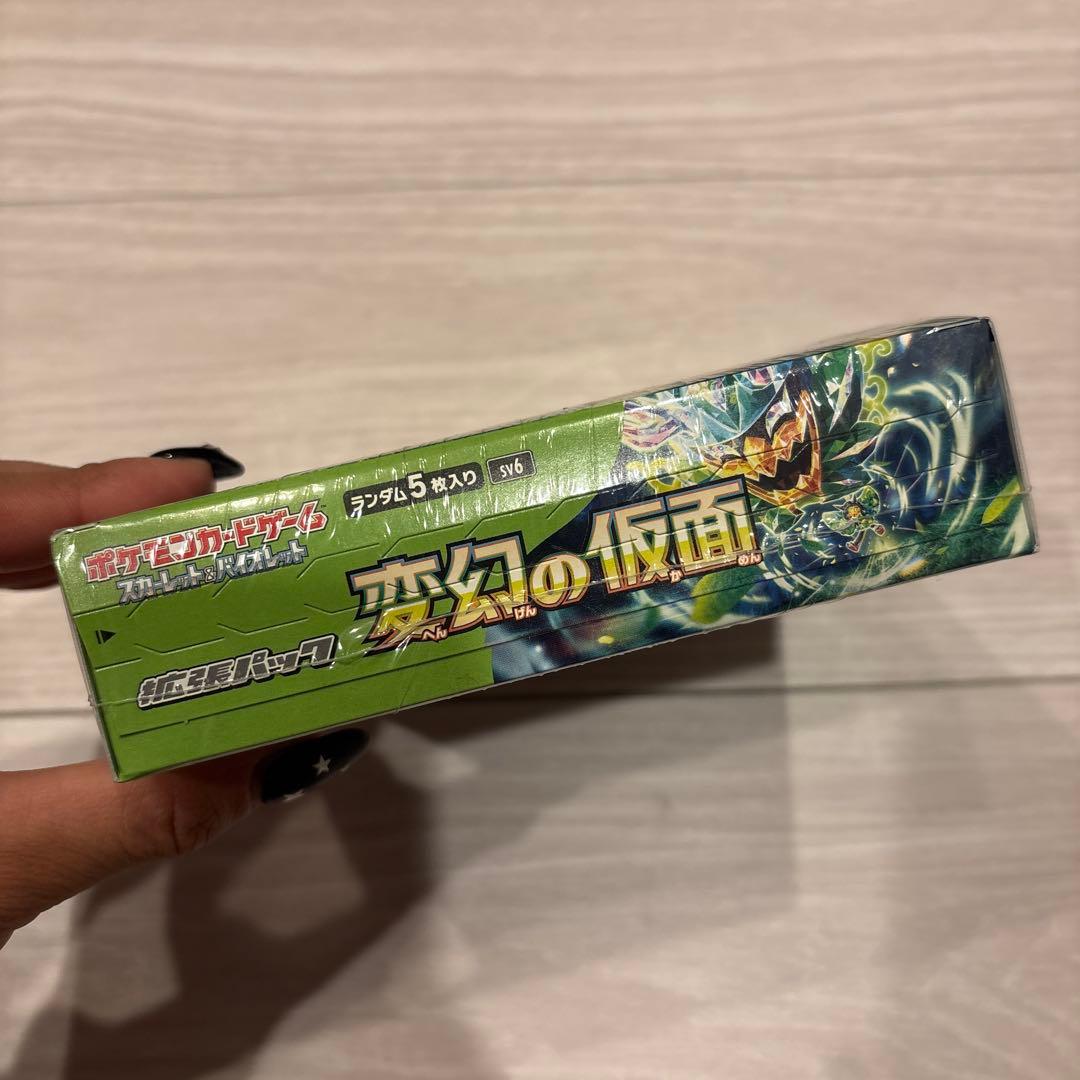 ランダム5枚入り SV6
ポケモンカードゲーム
スカーレット&バイオレット
変幻の仮面
へん げん か めん
拡張パック